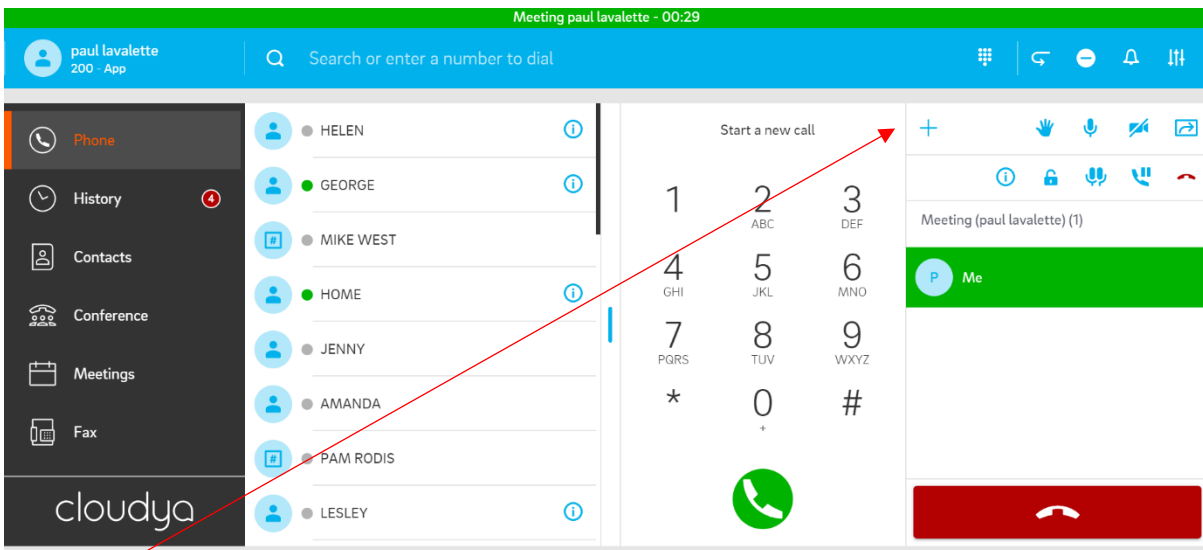 Meeting paul lavalette - 00:29
paul lavalette
200 - App
Search or enter a number to dial
Phone
History 4
Contacts
Conference
Meetings
Fax
cloudya
HELEN
GEORGE
# MIKE WEST
HOME
JENNY
AMANDA
# PAM RODIS
LESLEY
Start a new call
1 2 3
ABC DEF
4 5 6
GHI JKL MNO
7 8 9
PQRS TUV WXYZ
* 0 #
+
Meeting (paul lavalette) (1)
P Me